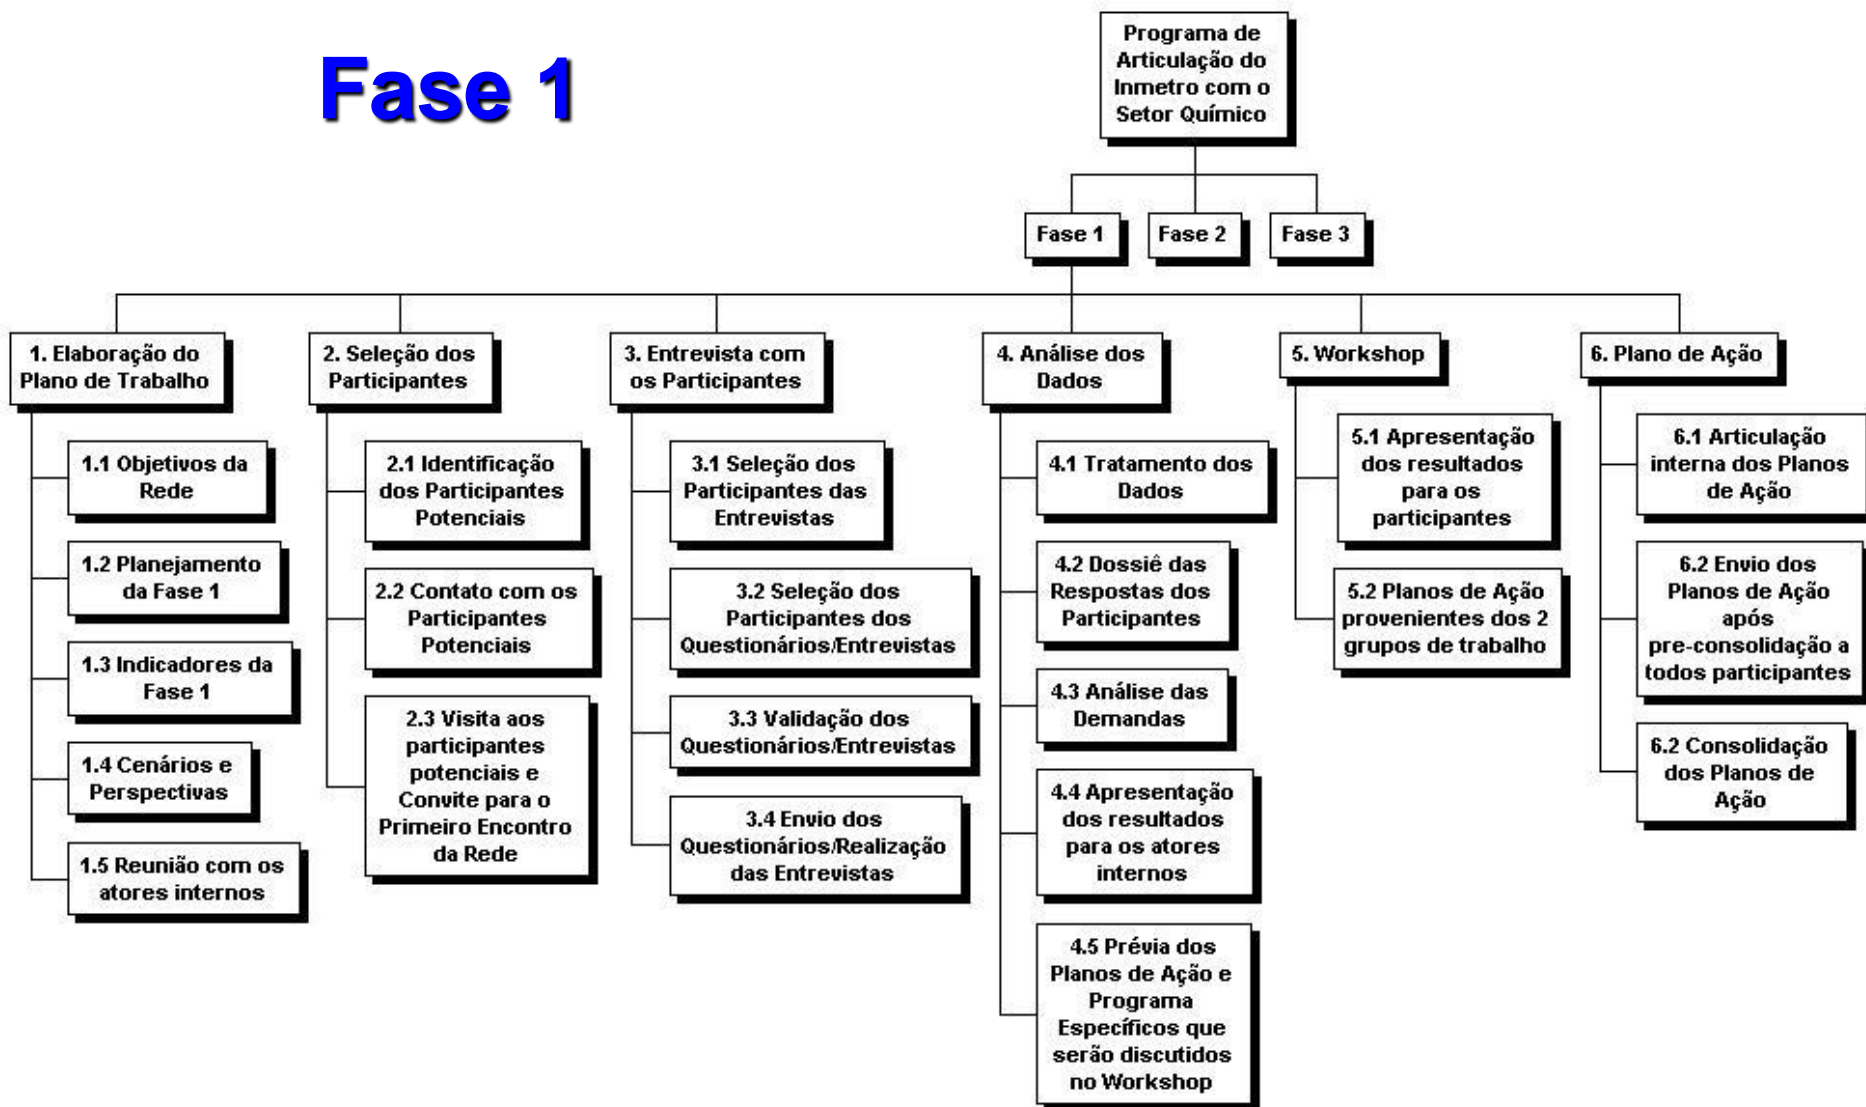 Fase 1
Programa de
Articulação do
Inmetro com o
Setor Químico
Fase 1
Fase 2
Fase 3
1. Elaboração do
Plano de Trabalho
1.1 Objetivos da
Rede
1.2 Planejamento
da Fase 1
1.3 Indicadores da
Fase 1
1.4 Cenários e
Perspectivas
1.5 Reunião com os
atores internos
2. Seleção dos
Participantes
2.1 Identificação
dos Participantes
Potenciais
2.2 Contato com os
Participantes
Potenciais
2.3 Visita aos
participantes
potenciais e
Convite para o
Primeiro Encontro
da Rede
3. Entrevista com
os Participantes
3.1 Seleção dos
Participantes das
Entrevistas
3.2 Seleção dos
Participantes dos
Questionários/Entrevistas
3.3 Validação dos
Questionários/Entrevistas
3.4 Envio dos
Questionários/Realização
das Entrevistas
4. Análise dos
Dados
4.1 Tratamento dos
Dados
4.2 Dossiê das
Respostas dos
Participantes
4.3 Análise das
Demandas
4.4 Apresentação
dos resultados
para os atores
internos
4.5 Prévia dos
Planos de Ação e
Programa
Específicos que
serão discutidos
no Workshop
5. Workshop
5.1 Apresentação
dos resultados
para os
participantes
5.2 Planos de Ação
provenientes dos 2
grupos de trabalho
6. Plano de Ação
6.1 Articulação
interna dos Planos
de Ação
6.2 Envio dos
Planos de Ação
após
pre-consolidação a
todos participantes
6.2 Consolidação
dos Planos de
Ação